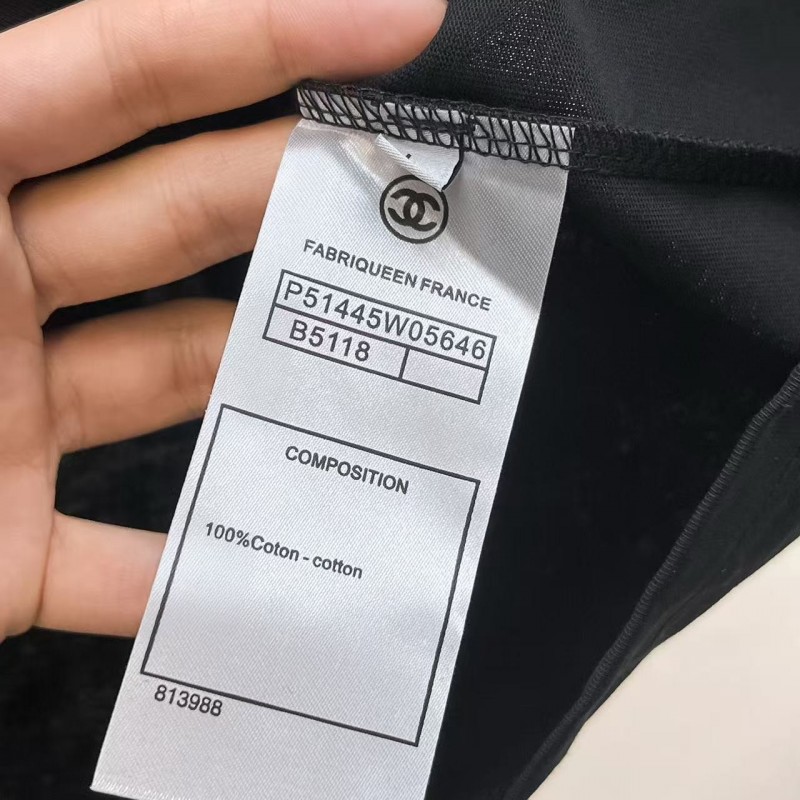 FABRIQUEEN FRANCE
P51445W05646
B5118
COMPOSITION
100%Coton-cotton
813988